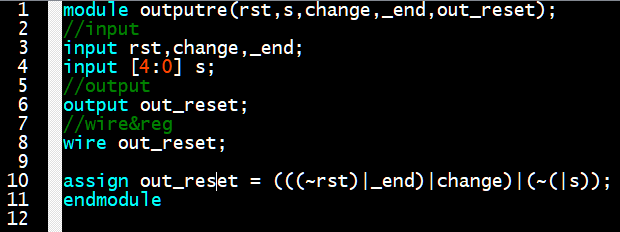 1 module outputre(rst,s,change,_end,out_reset);
2 //input
3 input rst,change,_end;
4 input [4:0] s;
5 //output
6 output out_reset;
7 //wire&reg
8 wire out_reset;
9
10 assign out_reset = (((~rst)|_end)|change)|(~(|s));
11 endmodule
12